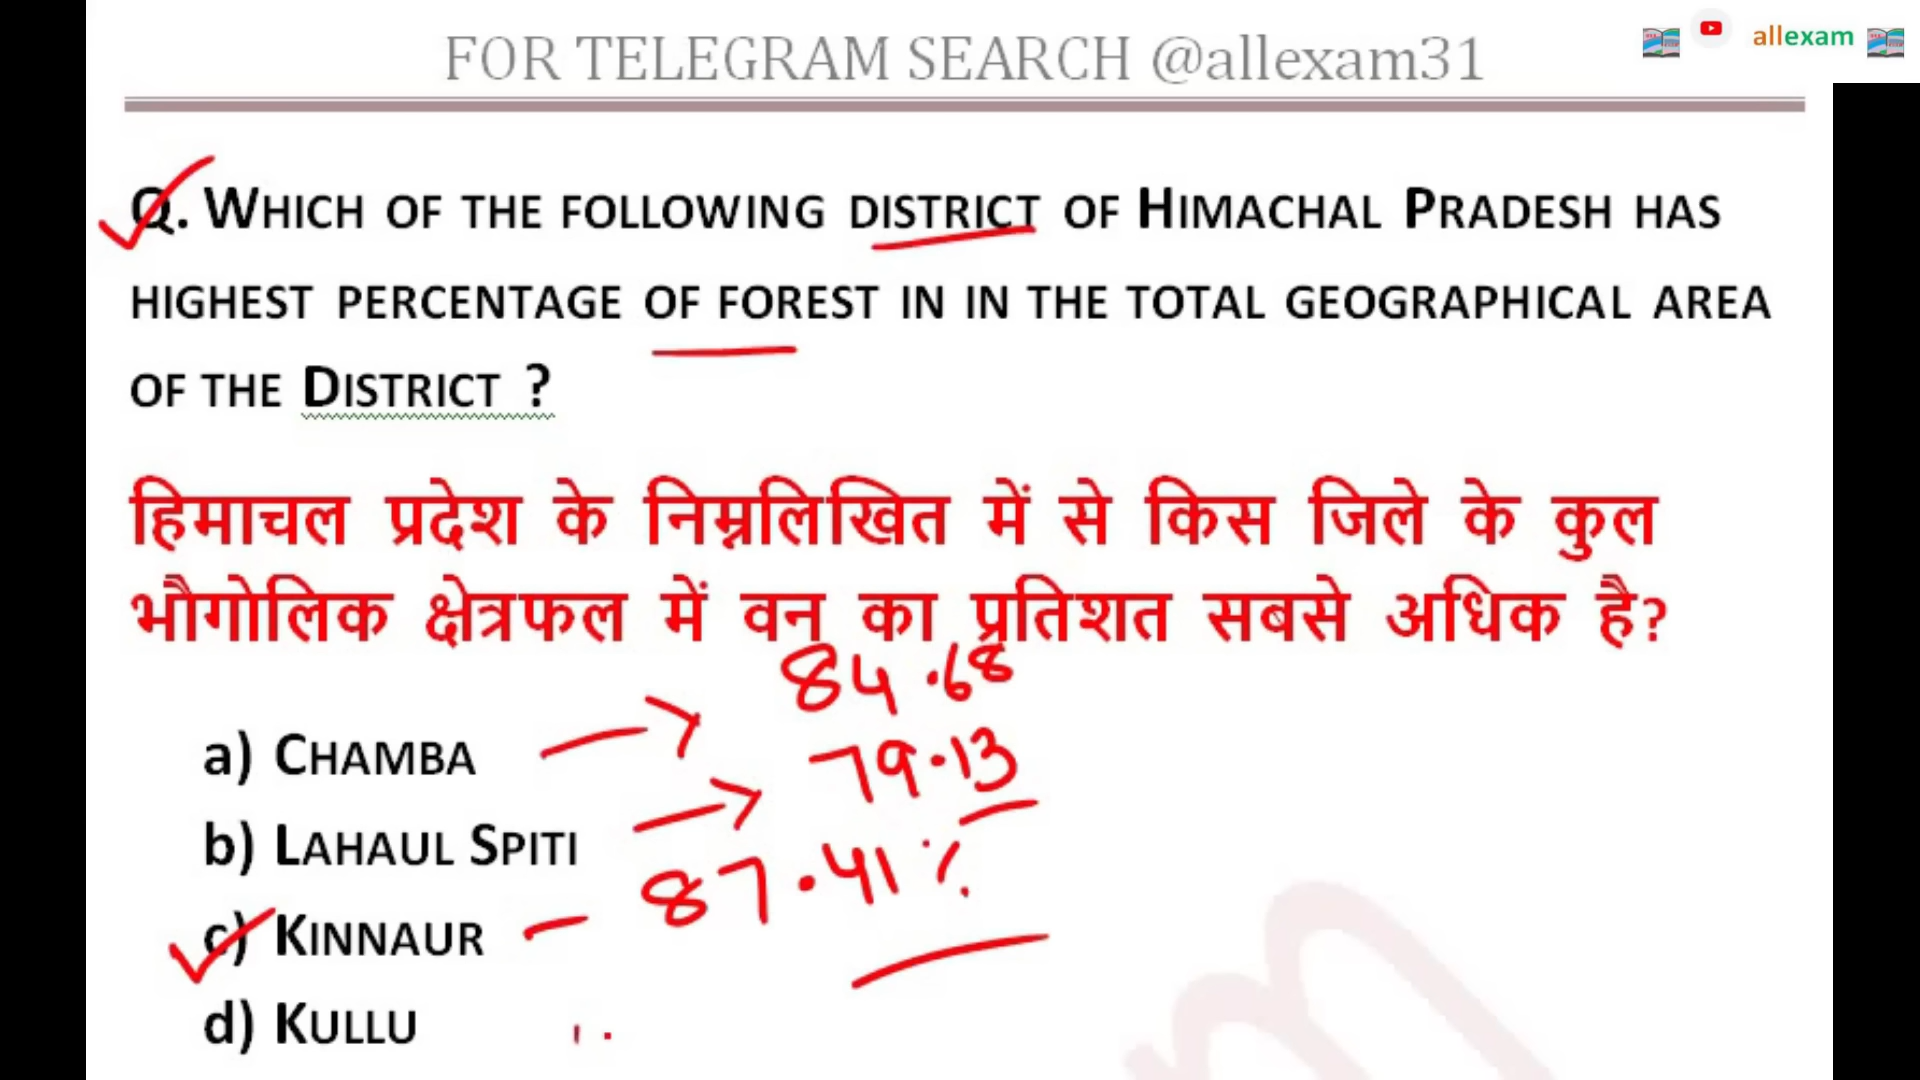 FOR TELEGRAM SEARCH @allexam31
allexam
Q. WHICH OF THE FOLLOWING DISTRICT OF HIMACHAL PRADESH HAS
HIGHEST PERCENTAGE OF FOREST IN IN THE TOTAL GEOGRAPHICAL AREA
OF THE DISTRICT ?
हिमाचल प्रदेश के निम्नलिखित में से किस जिले के कुल
भौगोलिक क्षेत्रफल में वन का प्रतिशत सबसे अधिक है?
84.68
a) CHAMBA
79.13
b) LAHAUL SPITI
87.41%
c) KINNAUR
d) KULLU